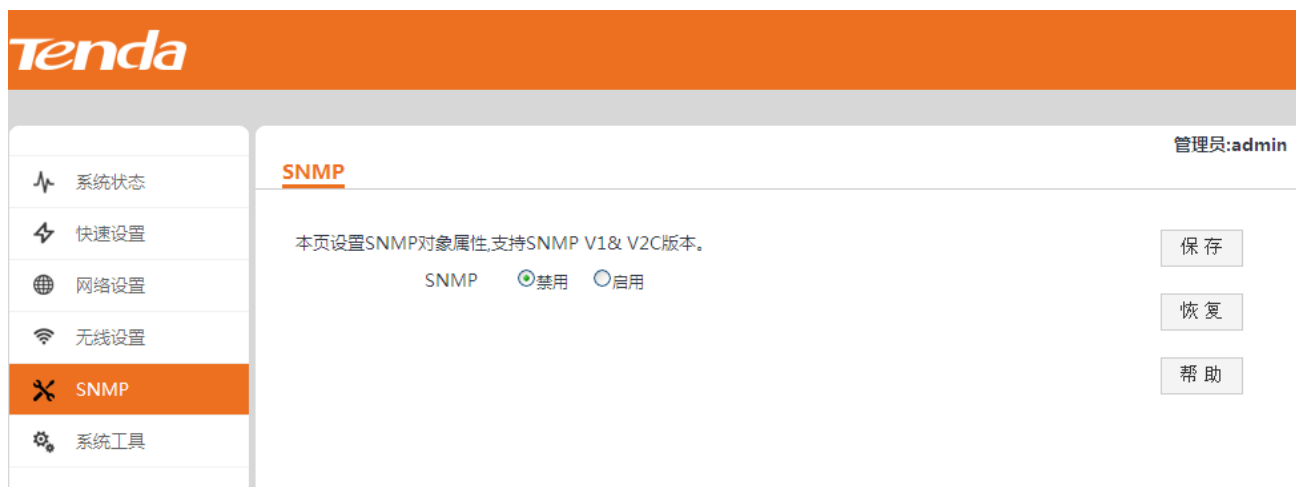 Tenda
管理员:admin
系统状态
快速设置
网络设置
无线设置
SNMP
系统工具
SNMP
本页设置SNMP对象属性,支持SNMP V1& V2C版本。
SNMP 禁用 启用
保存
恢复
帮助